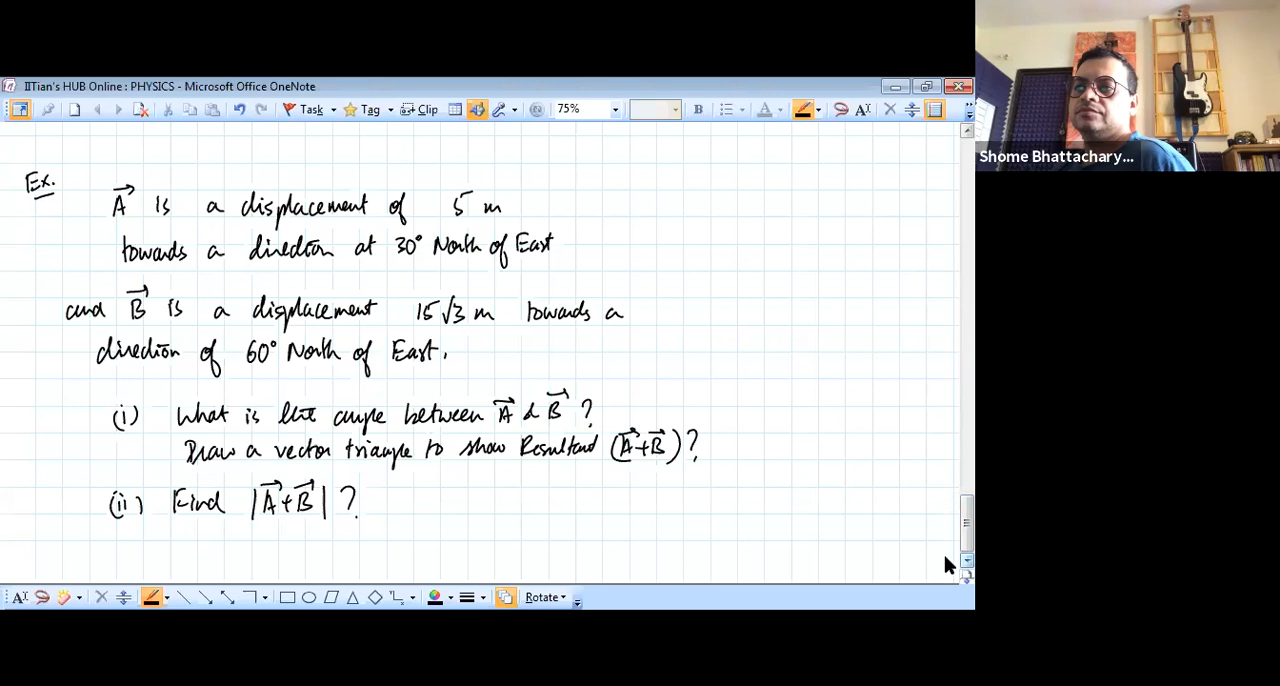 IITian's HUB Online : PHYSICS - Microsoft Office OneNote
Task Tag Clip 75% B A
Shome Bhattachary...
Ex.
A⃗ is a displacement of 5 m
towards a direction at 30° North of East
and B⃗ is a displacement 15√3 m towards a
direction of 60° North of East.
(i) What is the angle between A⃗ & B⃗ ?
Draw a vector triangle to show Resultant (A⃗+B⃗)?
(ii) Find |A⃗+B⃗| ?
Rotate